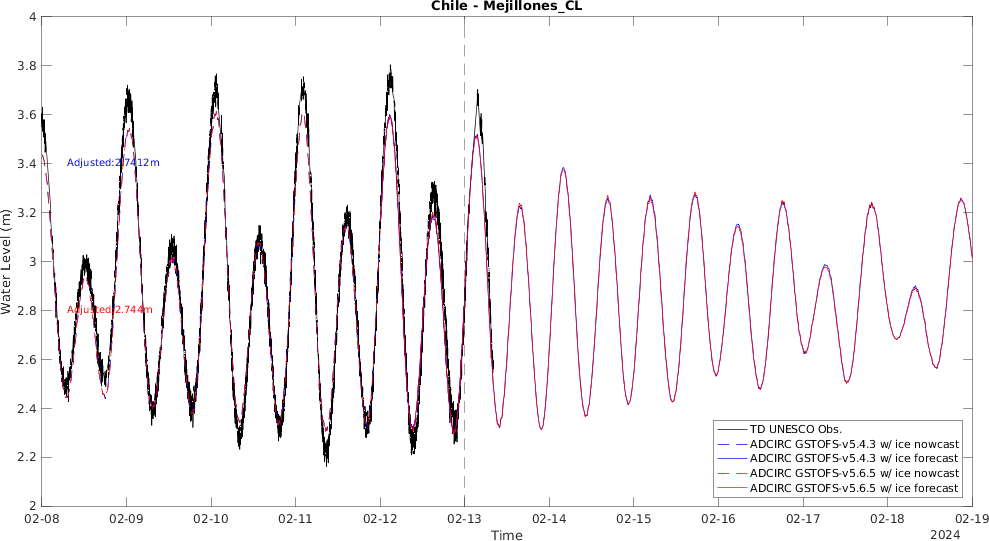 Chile - Mejillones_CL
4
3.8
3.6
3.4
3.2
3
2.8
2.6
2.4
2.2
2
Water Level (m)
Adjusted:2.7412m
Adjusted:2.744m
TD UNESCO Obs.
ADCIRC GSTOFS-v5.4.3 w/ ice nowcast
ADCIRC GSTOFS-v5.4.3 w/ ice forecast
ADCIRC GSTOFS-v5.6.5 w/ ice nowcast
ADCIRC GSTOFS-v5.6.5 w/ ice forecast
02-08 02-09 02-10 02-11 02-12 02-13 02-14 02-15 02-16 02-17 02-18 02-19
Time
2024